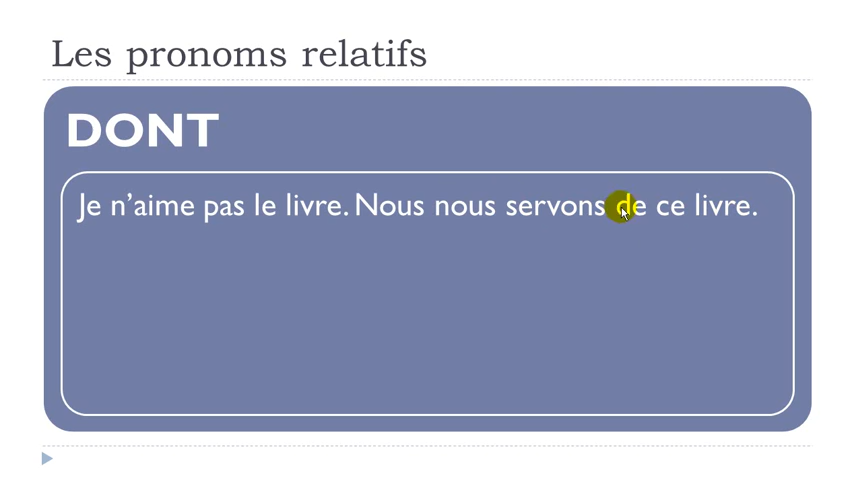 Les pronoms relatifs
DONT
Je n’aime pas le livre. Nous nous servons de ce livre.